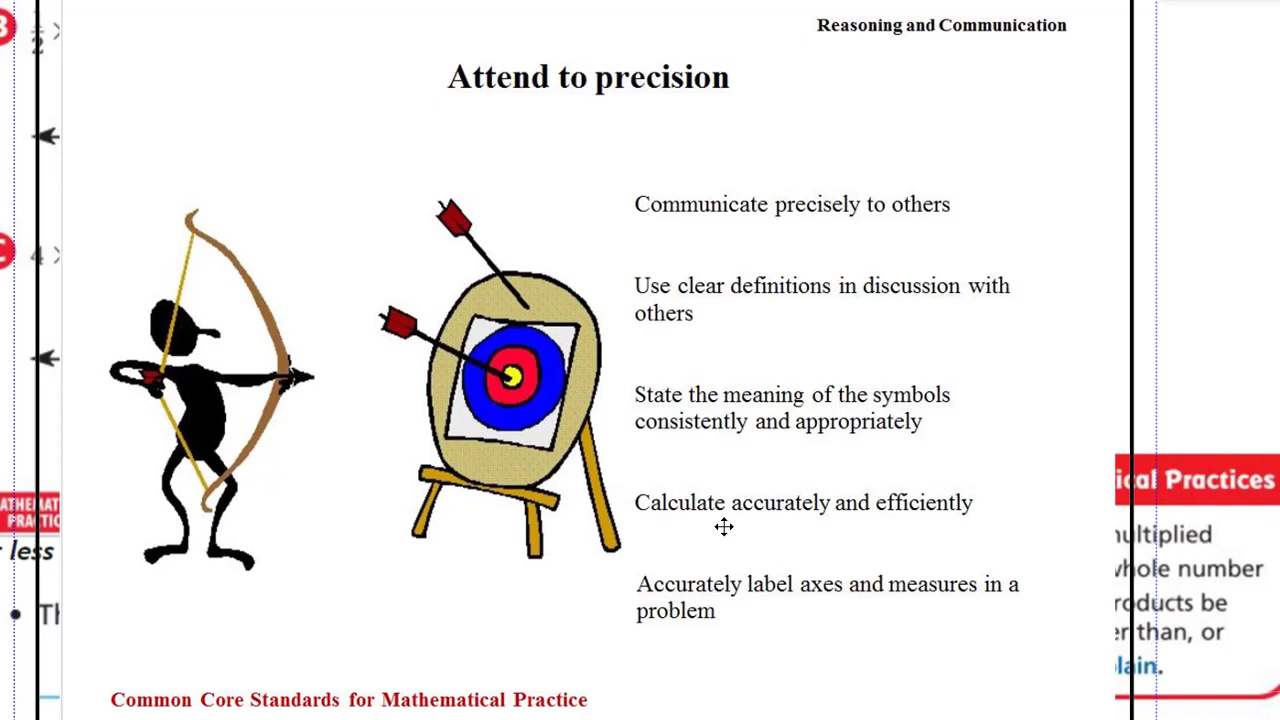 Reasoning and Communication
Attend to precision
Communicate precisely to others
Use clear definitions in discussion with
others
State the meaning of the symbols
consistently and appropriately
Calculate accurately and efficiently
Accurately label axes and measures in a
problem
Common Core Standards for Mathematical Practice
less
ical Practices
whole number
roducts be
er than, or
lain.